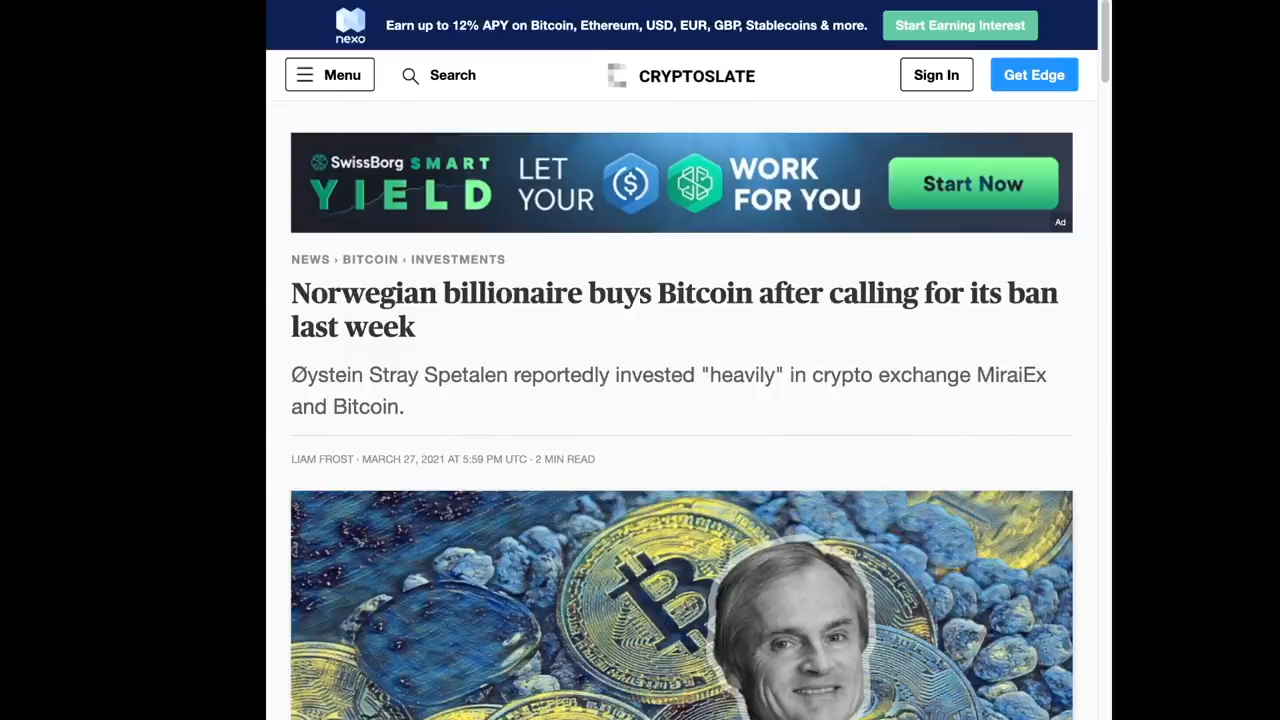 nexo
Earn up to 12% APY on Bitcoin, Ethereum, USD, EUR, GBP, Stablecoins & more.
Start Earning Interest
Menu
Search
CRYPTOSLATE
Sign In
Get Edge
SwissBorg SMART
YIELD
LET
YOUR
WORK
FOR YOU
Start Now
Ad
NEWS › BITCOIN › INVESTMENTS
Norwegian billionaire buys Bitcoin after calling for its ban
last week
Øystein Stray Spetalen reportedly invested "heavily" in crypto exchange MiraiEx
and Bitcoin.
LIAM FROST · MARCH 27, 2021 AT 5:59 PM UTC · 2 MIN READ